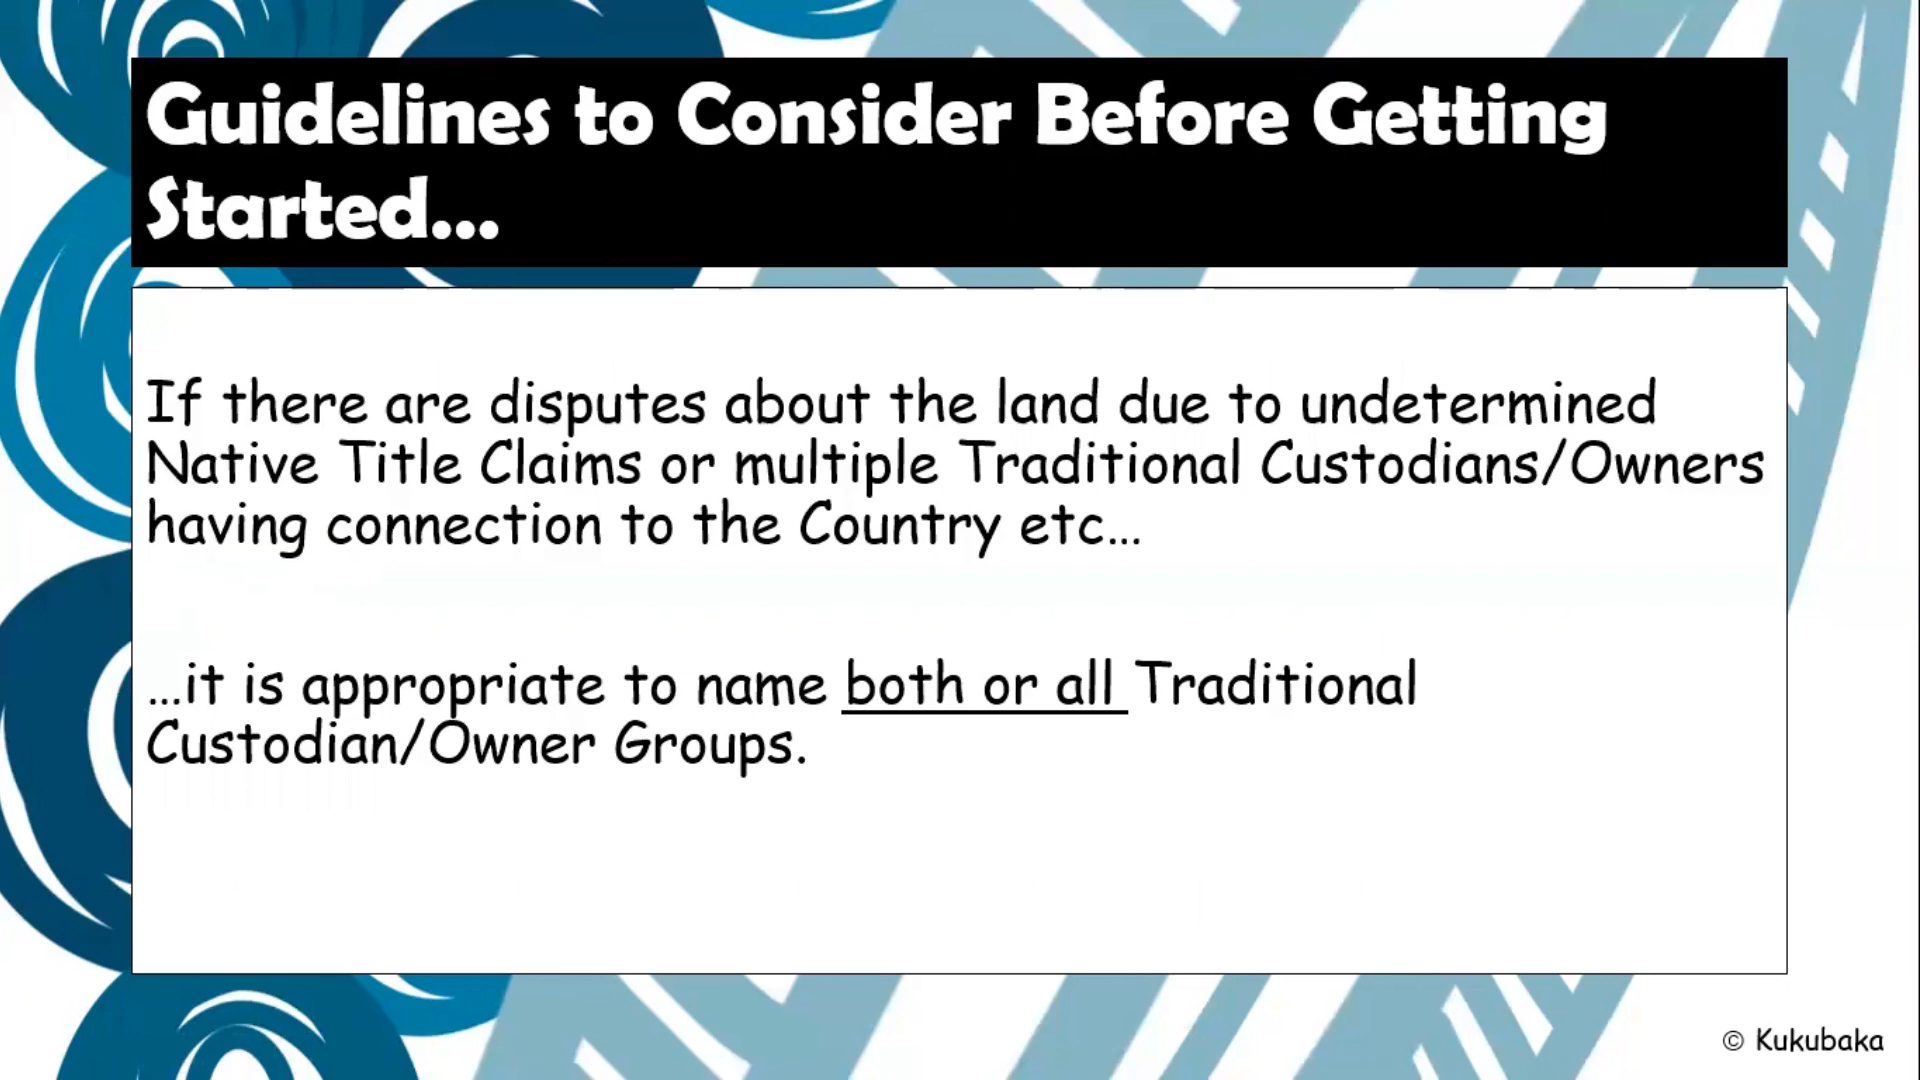 Guidelines to Consider Before Getting
Started...
If there are disputes about the land due to undetermined
Native Title Claims or multiple Traditional Custodians/Owners
having connection to the Country etc...
...it is appropriate to name both or all Traditional
Custodian/Owner Groups.
© Kukubaka